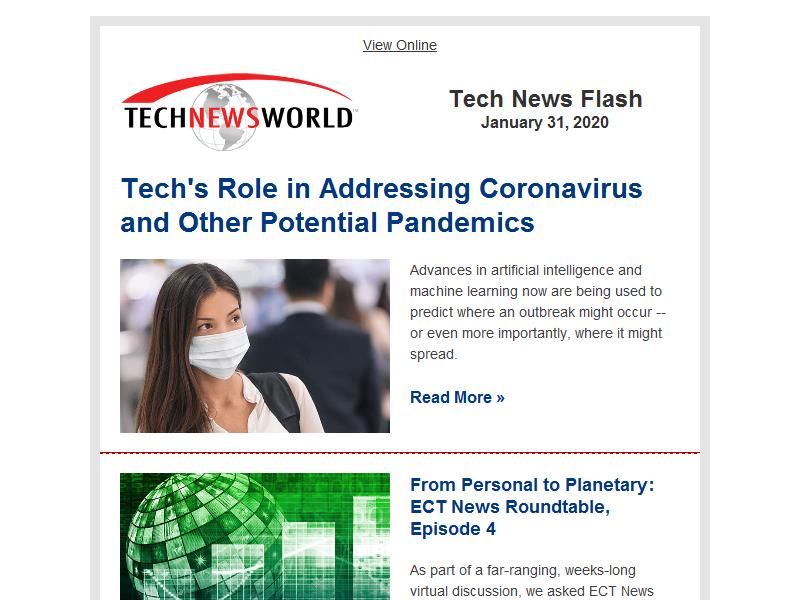 View Online
TECHNEWSWORLD™
Tech News Flash
January 31, 2020
Tech's Role in Addressing Coronavirus
and Other Potential Pandemics
Advances in artificial intelligence and
machine learning now are being used to
predict where an outbreak might occur --
or even more importantly, where it might
spread.
Read More »
From Personal to Planetary:
ECT News Roundtable,
Episode 4
As part of a far-ranging, weeks-long
virtual discussion, we asked ECT News